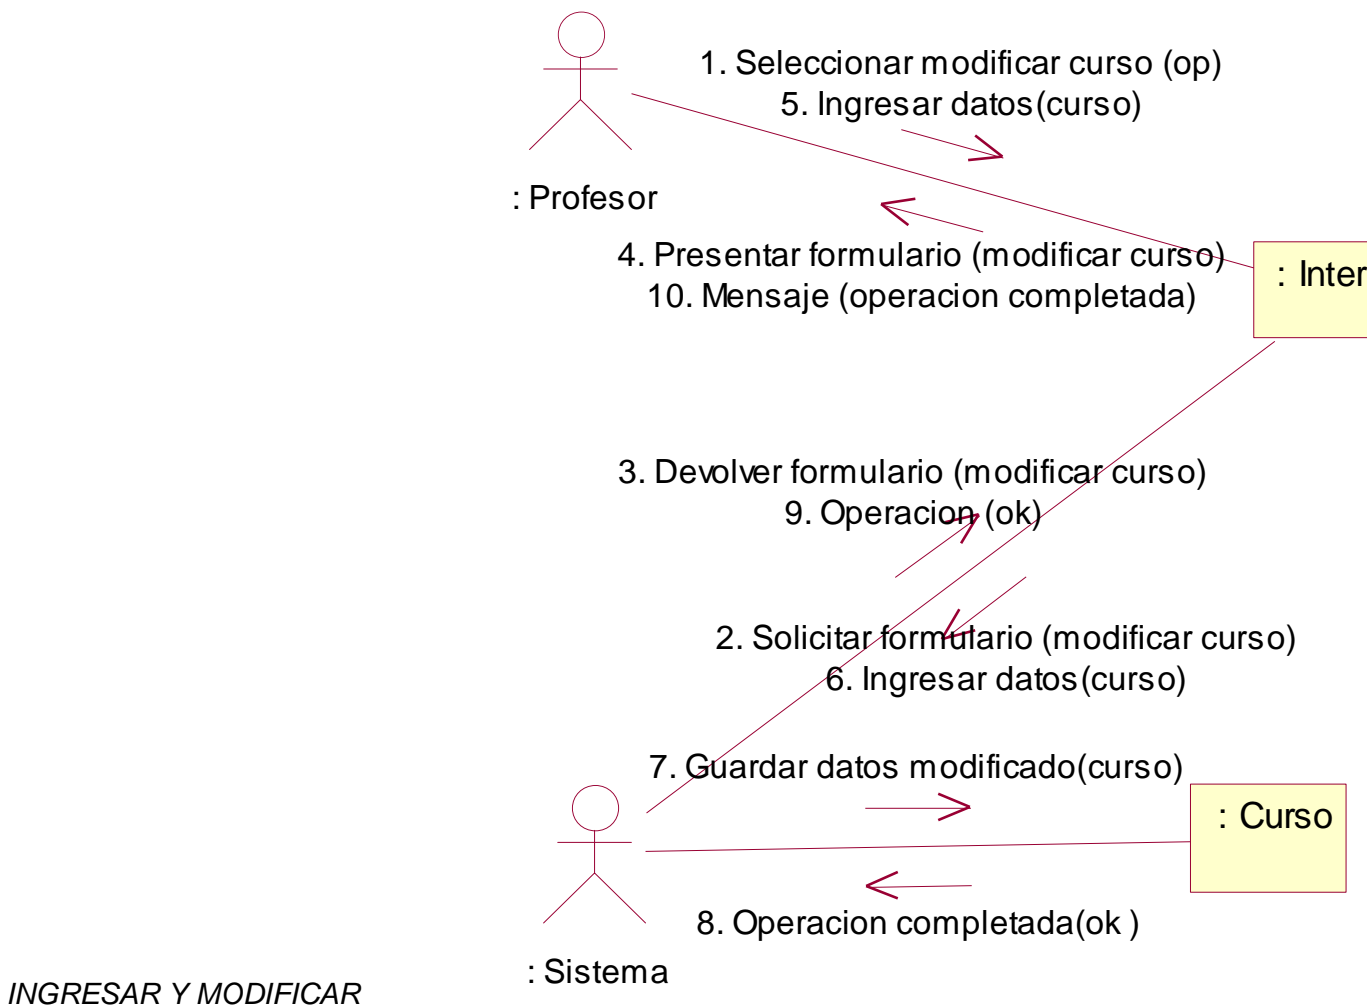 1. Seleccionar modificar curso (op)
5. Ingresar datos(curso)
: Profesor
4. Presentar formulario (modificar curso)
10. Mensaje (operacion completada)
: Inter
3. Devolver formulario (modificar curso)
9. Operacion (ok)
2. Solicitar formulario (modificar curso)
6. Ingresar datos(curso)
7. Guardar datos modificado(curso)
: Curso
8. Operacion completada(ok )
: Sistema
INGRESAR Y MODIFICAR